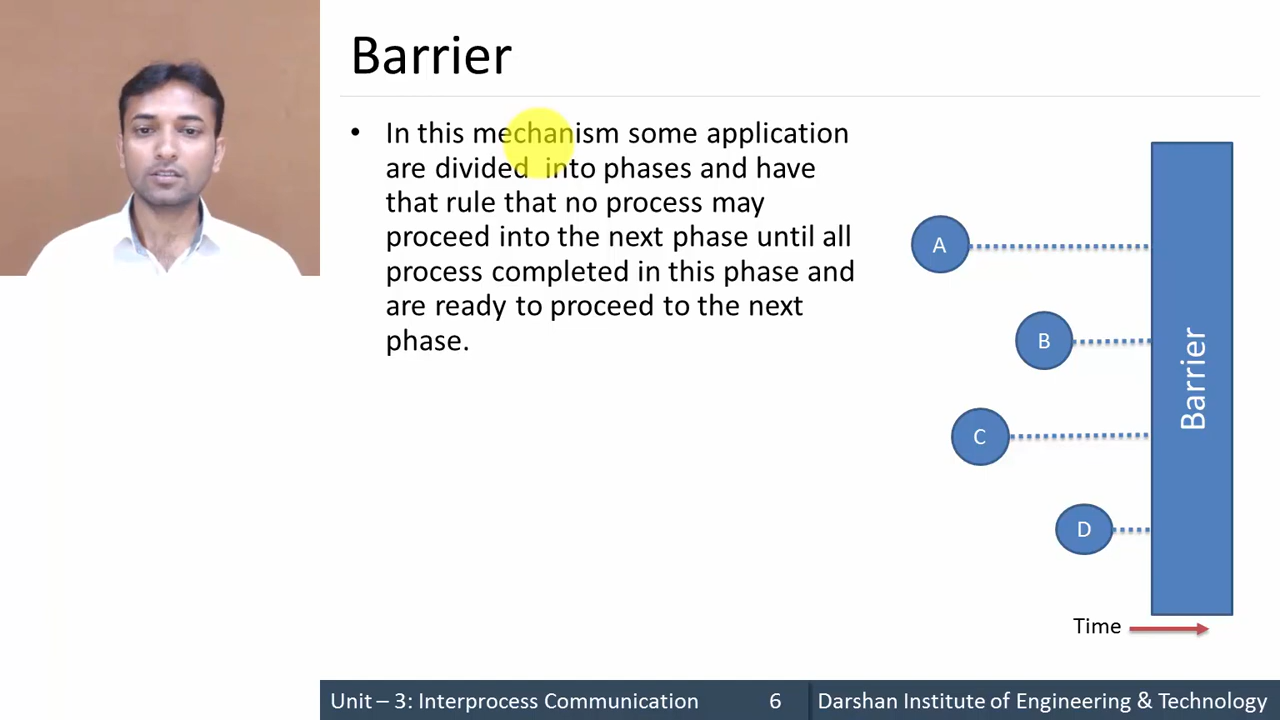 Barrier
• In this mechanism some application
are divided into phases and have
that rule that no process may
proceed into the next phase until all
process completed in this phase and
are ready to proceed to the next
phase.
A
B
C
D
Barrier
Time
Unit – 3: Interprocess Communication 6 Darshan Institute of Engineering & Technology